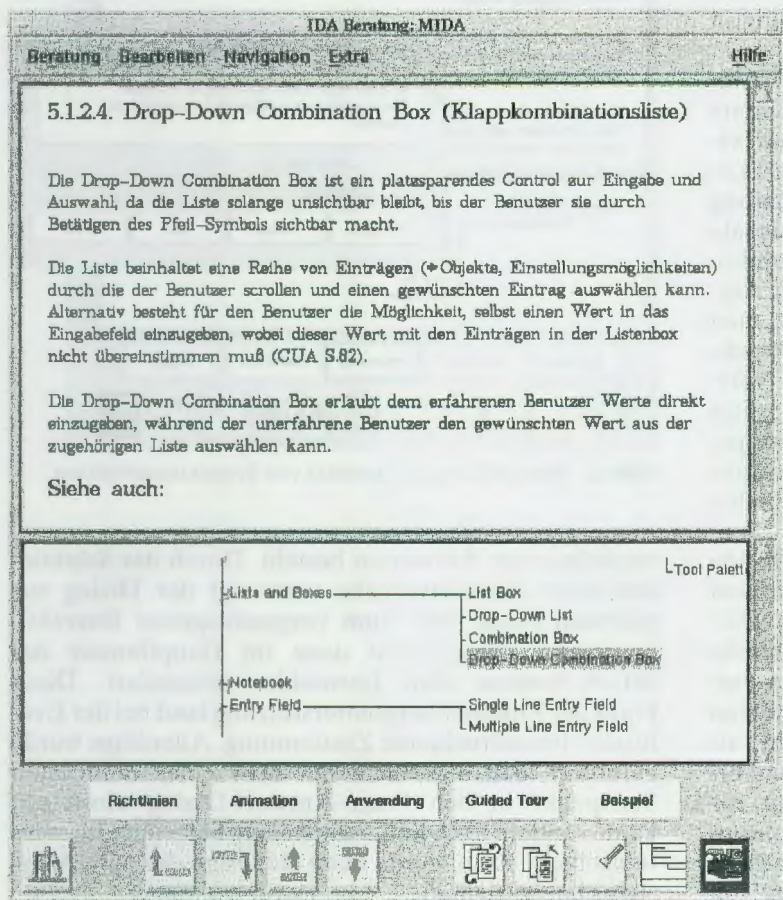 IDA Beratung: MIDA
Beratung Bearbeiten Navigation Extra Hilfe
5.1.2.4. Drop-Down Combination Box (Klappkombinationsliste)
Die Drop-Down Combination Box ist ein platzsparendes Control zur Eingabe und
Auswahl, da die Liste solange unsichtbar bleibt, bis der Benutzer sie durch
Betätigen des Pfeil-Symbols sichtbar macht.
Die Liste beinhaltet eine Reihe von Einträgen (➔Objekte, Einstellungsmöglichkeiten)
durch die der Benutzer scrollen und einen gewünschten Eintrag auswählen kann.
Alternativ besteht für den Benutzer die Möglichkeit, selbst einen Wert in das
Eingabefeld einzugeben, wobei dieser Wert mit den Einträgen in der Listenbox
nicht übereinstimmen muß (CUA S.82).
Die Drop-Down Combination Box erlaubt dem erfahrenen Benutzer Werte direkt
einzugeben, während der unerfahrene Benutzer den gewünschten Wert aus der
zugehörigen Liste auswählen kann.
Siehe auch:
Tool Palette
Lists and Boxes List Box
Drop-Down List
Combination Box
Drop-Down Combination Box
Notebook
Entry Field Single Line Entry Field
Multiple Line Entry Field
Richtlinien Animation Anwendung Guided Tour Beispiel